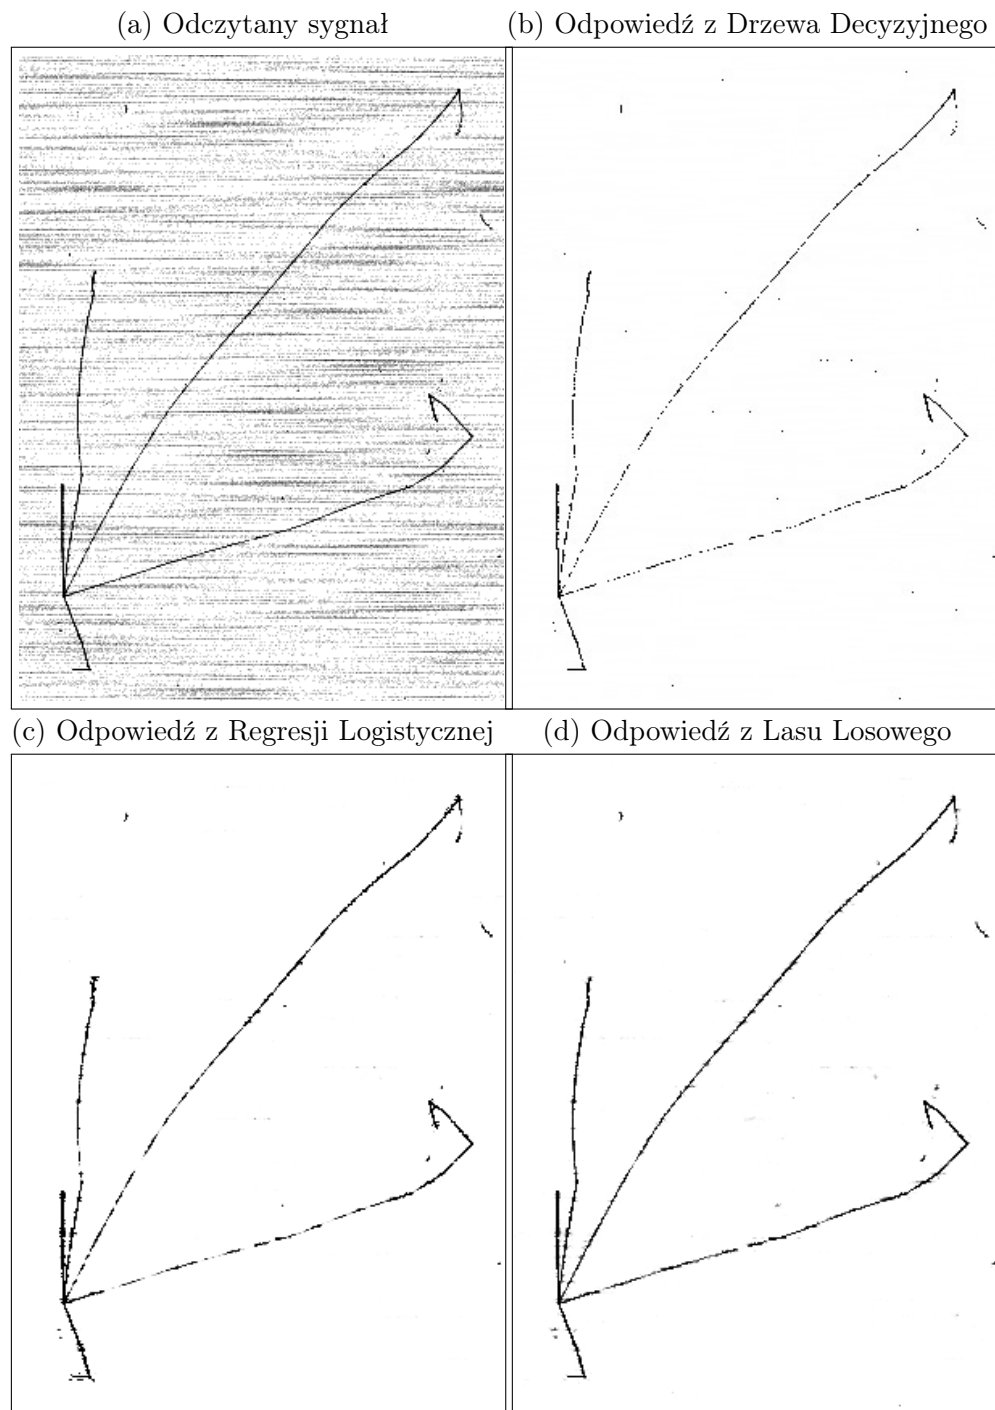 (a) Odczytany sygnał
(b) Odpowiedź z Drzewa Decyzyjnego
(c) Odpowiedź z Regresji Logistycznej
(d) Odpowiedź z Lasu Losowego